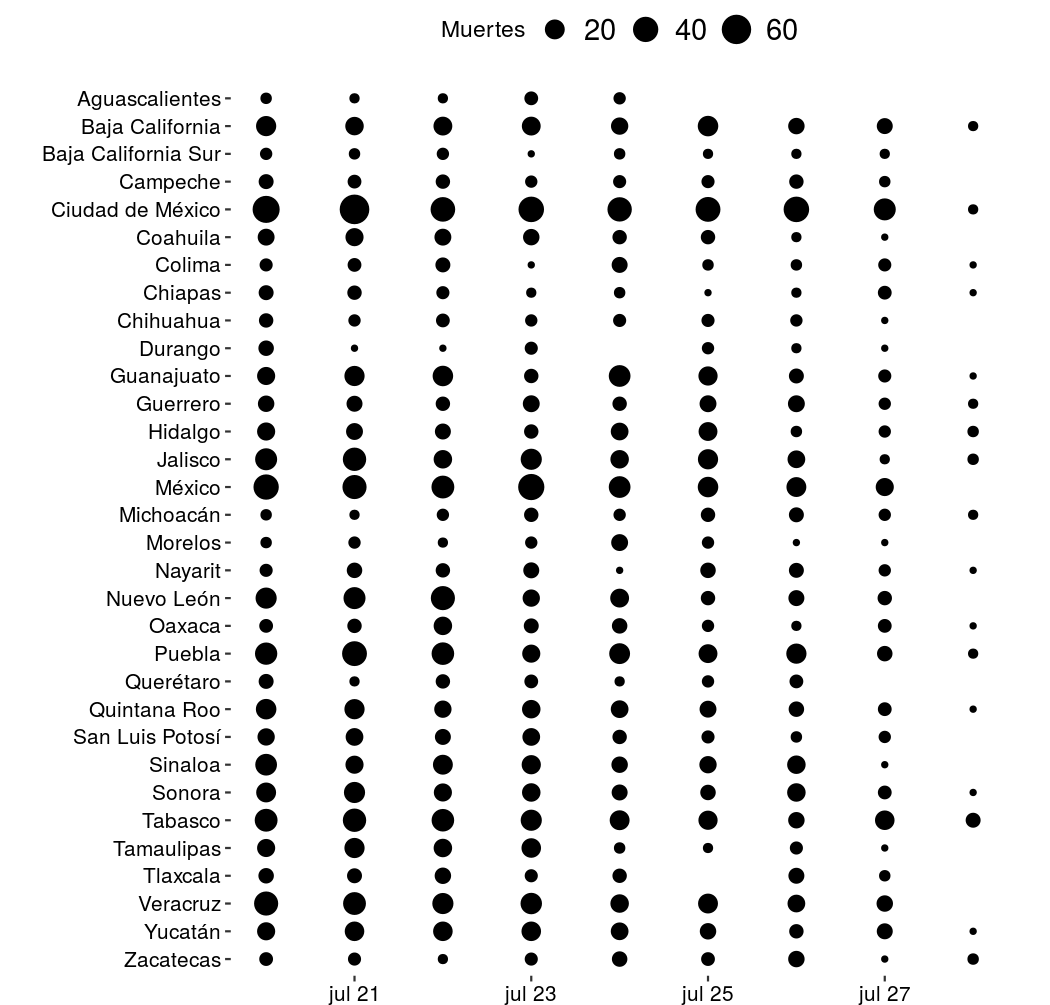 Muertes 20 40 60
Aguascalientes
Baja California
Baja California Sur
Campeche
Ciudad de México
Coahuila
Colima
Chiapas
Chihuahua
Durango
Guanajuato
Guerrero
Hidalgo
Jalisco
México
Michoacán
Morelos
Nayarit
Nuevo León
Oaxaca
Puebla
Querétaro
Quintana Roo
San Luis Potosí
Sinaloa
Sonora
Tabasco
Tamaulipas
Tlaxcala
Veracruz
Yucatán
Zacatecas
jul 21 jul 23 jul 25 jul 27